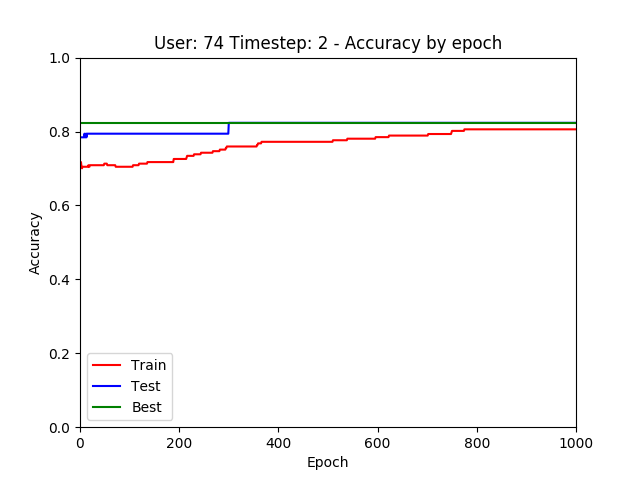 User: 74 Timestep: 2 - Accuracy by epoch
1.0
0.8
0.6
0.4
0.2
0.0
Accuracy
Train
Test
Best
0 200 400 600 800 1000
Epoch